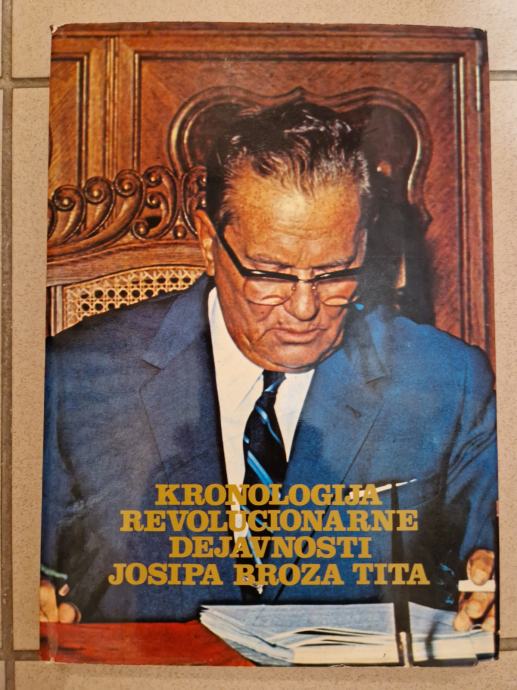 KRONOLOGIJA
REVOLUCIONARNE
DEJAVNOSTI
JOSIPA BROZA TITA